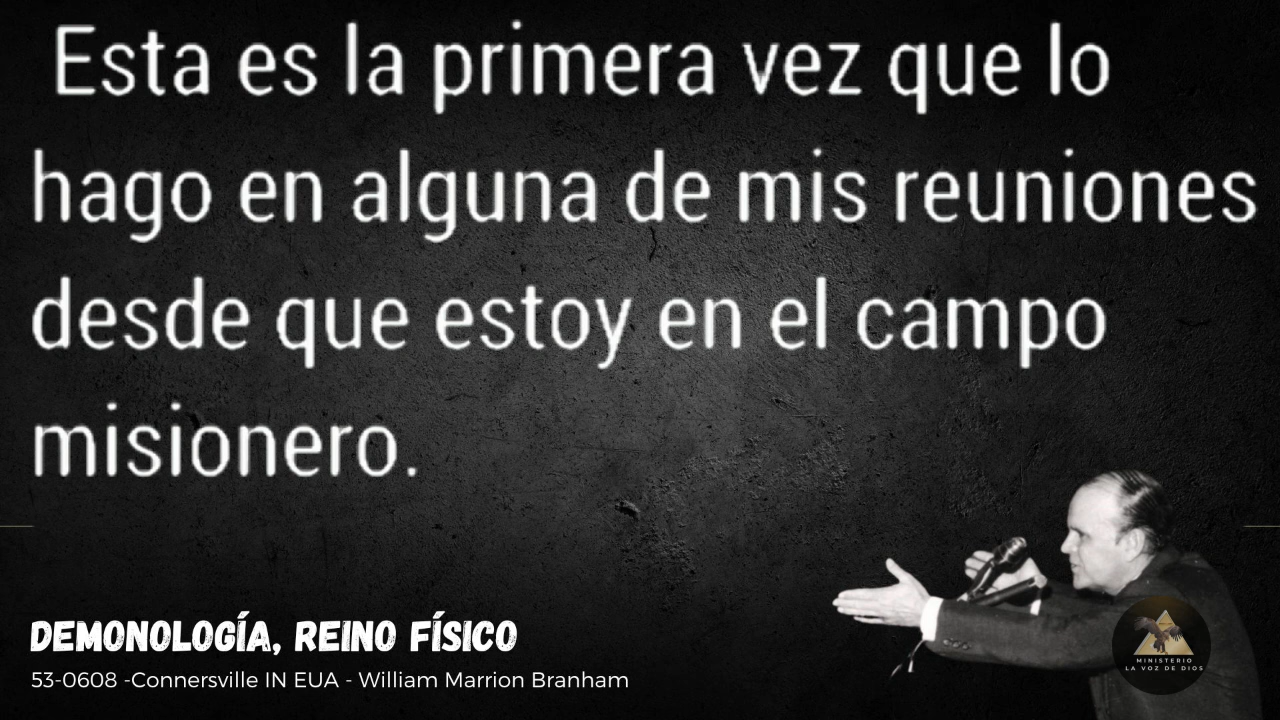 Esta es la primera vez que lo
hago en alguna de mis reuniones
desde que estoy en el campo
misionero.
DEMONOLOGÍA, REINO FÍSICO
53-0608 -Connersville IN EUA - William Marrion Branham
MINISTERIO
LA VOZ DE DIOS